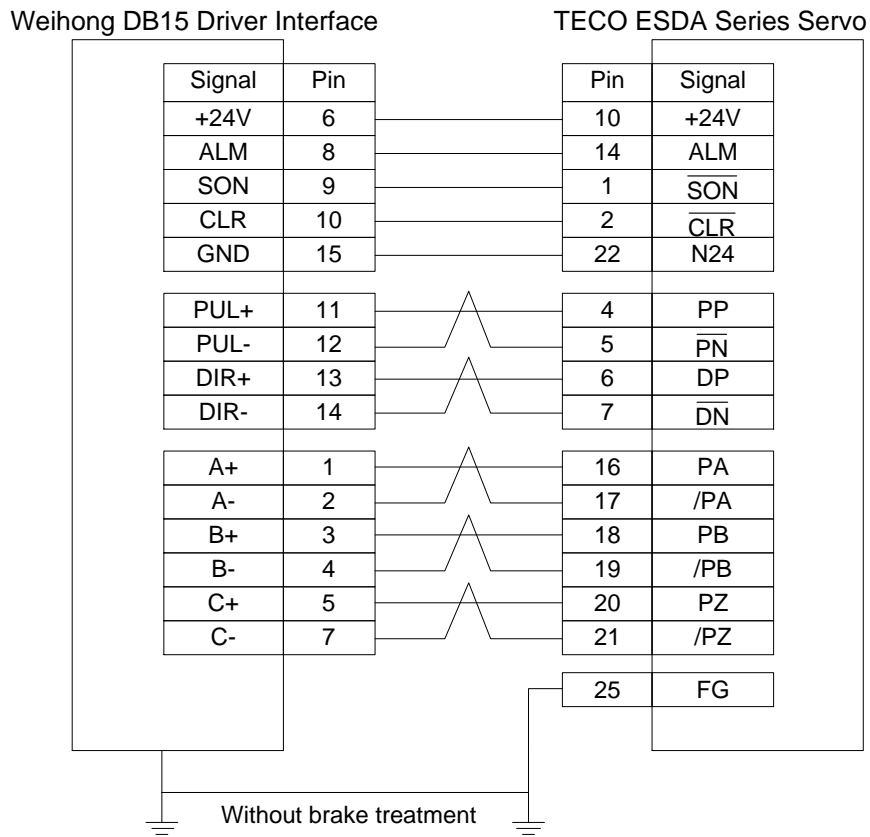 Weihong DB15 Driver Interface TECO ESDA Series Servo
Signal Pin Pin Signal
+24V 6 10 +24V
ALM 8 14 ALM
SON 9 1 SON
CLR 10 2 CLR
GND 15 22 N24
PUL+ 11 4 PP
PUL- 12 5 PN
DIR+ 13 6 DP
DIR- 14 7 DN
A+ 1 16 PA
A- 2 17 /PA
B+ 3 18 PB
B- 4 19 /PB
C+ 5 20 PZ
C- 7 21 /PZ
25 FG
Without brake treatment